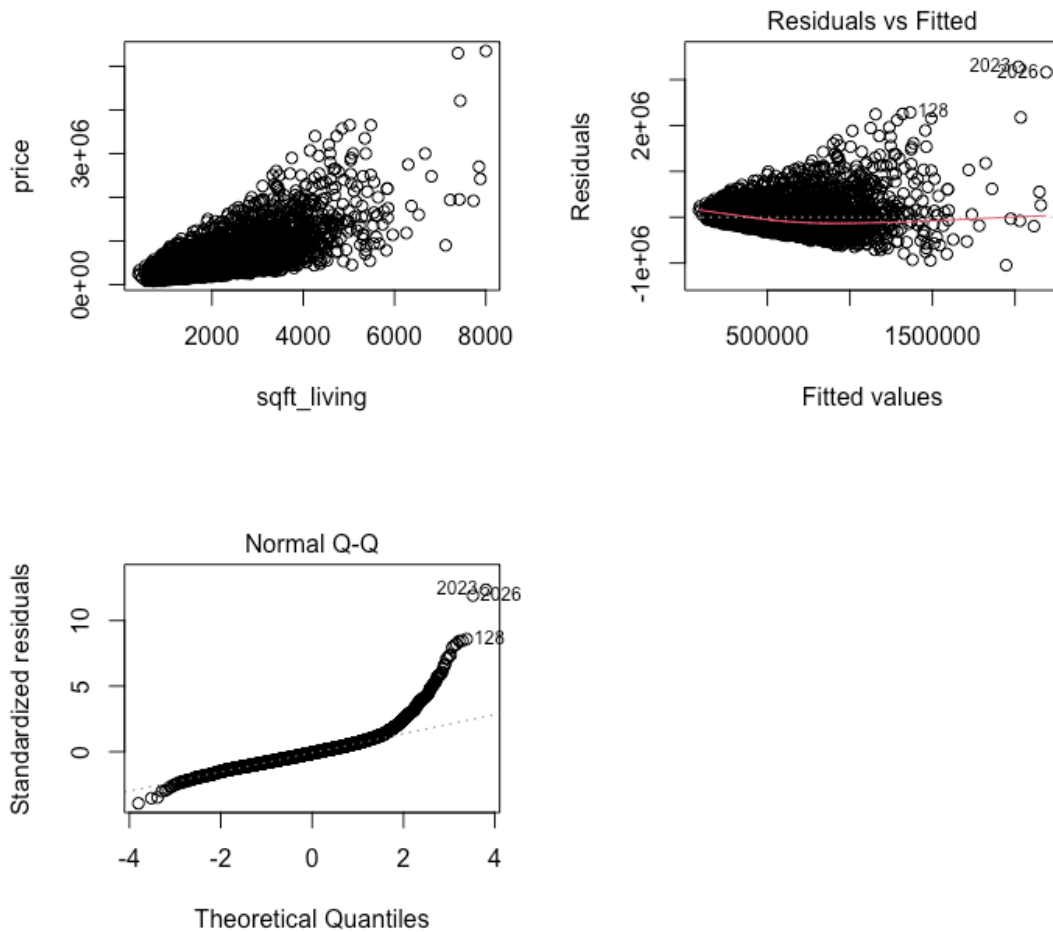 price
0e+00
3e+06
2000
4000
6000
8000
sqft_living
Residuals vs Fitted
Residuals
-1e+06
2e+06
2023
2026
128
5000000
1500000
Fitted values
Normal Q-Q
Standardized residuals
0
5
10
2023
2026
128
-4
-2
0
2
4
Theoretical Quantiles